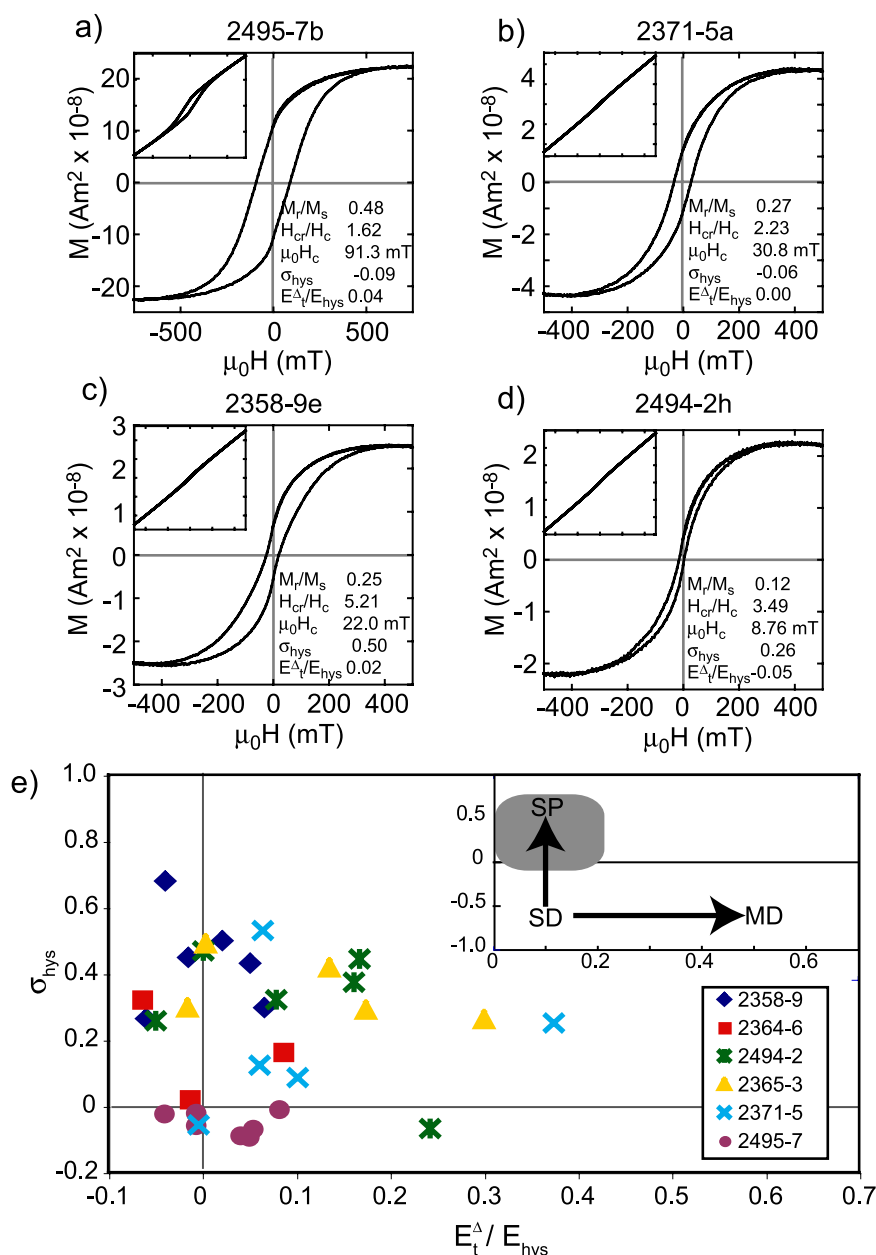 a) 2495-7b
20
10
0
-10
-20
M (Am² x 10⁻⁸)
Mr/Ms 0.48
Hcr/Hc 1.62
μ₀Hc 91.3 mT
σhys -0.09
Eᐞt/Ehys 0.04
-500 0 500
μ₀H (mT)
b) 2371-5a
4
2
0
-2
-4
M (Am² x 10⁻⁸)
Mr/Ms 0.27
Hcr/Hc 2.23
μ₀Hc 30.8 mT
σhys -0.06
Eᐞt/Ehys 0.00
-400 -200 0 200 400
μ₀H (mT)
c) 2358-9e
3
2
1
0
-1
-2
-3
M (Am² x 10⁻⁸)
Mr/Ms 0.25
Hcr/Hc 5.21
μ₀Hc 22.0 mT
σhys 0.50
Eᐞt/Ehys 0.02
-400 -200 0 200 400
μ₀H (mT)
d) 2494-2h
2
1
0
-1
-2
M (Am² x 10⁻⁸)
Mr/Ms 0.12
Hcr/Hc 3.49
μ₀Hc 8.76 mT
σhys 0.26
Eᐞt/Ehys -0.05
-400 -200 0 200 400
μ₀H (mT)
e)
1.0
0.8
0.6
0.4
0.2
0
-0.2
σhys
-0.1 0 0.1 0.2 0.3 0.4 0.5 0.6 0.7
Eᐞt / Ehys
0.5
0
-0.5
-1.0
SP
SD MD
0 0.2 0.4 0.6
2358-9
2364-6
2494-2
2365-3
2371-5
2495-7